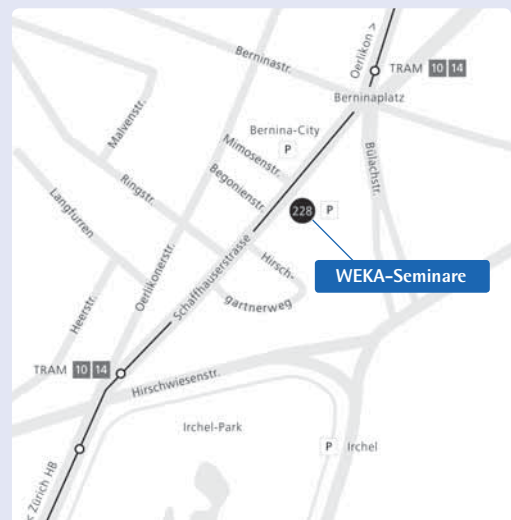 Oerlikon >
TRAM 10 14
Berninastr.
Berninaplatz
Bernina-City
P
Malvenstr.
Mimosenstr.
Bülachstr.
Begonienstr.
Ringstr.
Langfurren
228 P
Oerlikonerstr.
Schaffhauserstrasse
Hirsch-
gartnerweg
WEKA-Seminare
Heerstr.
TRAM 10 14
Hirschwiesenstr.
Irchel-Park
P Irchel
< Zürich HB